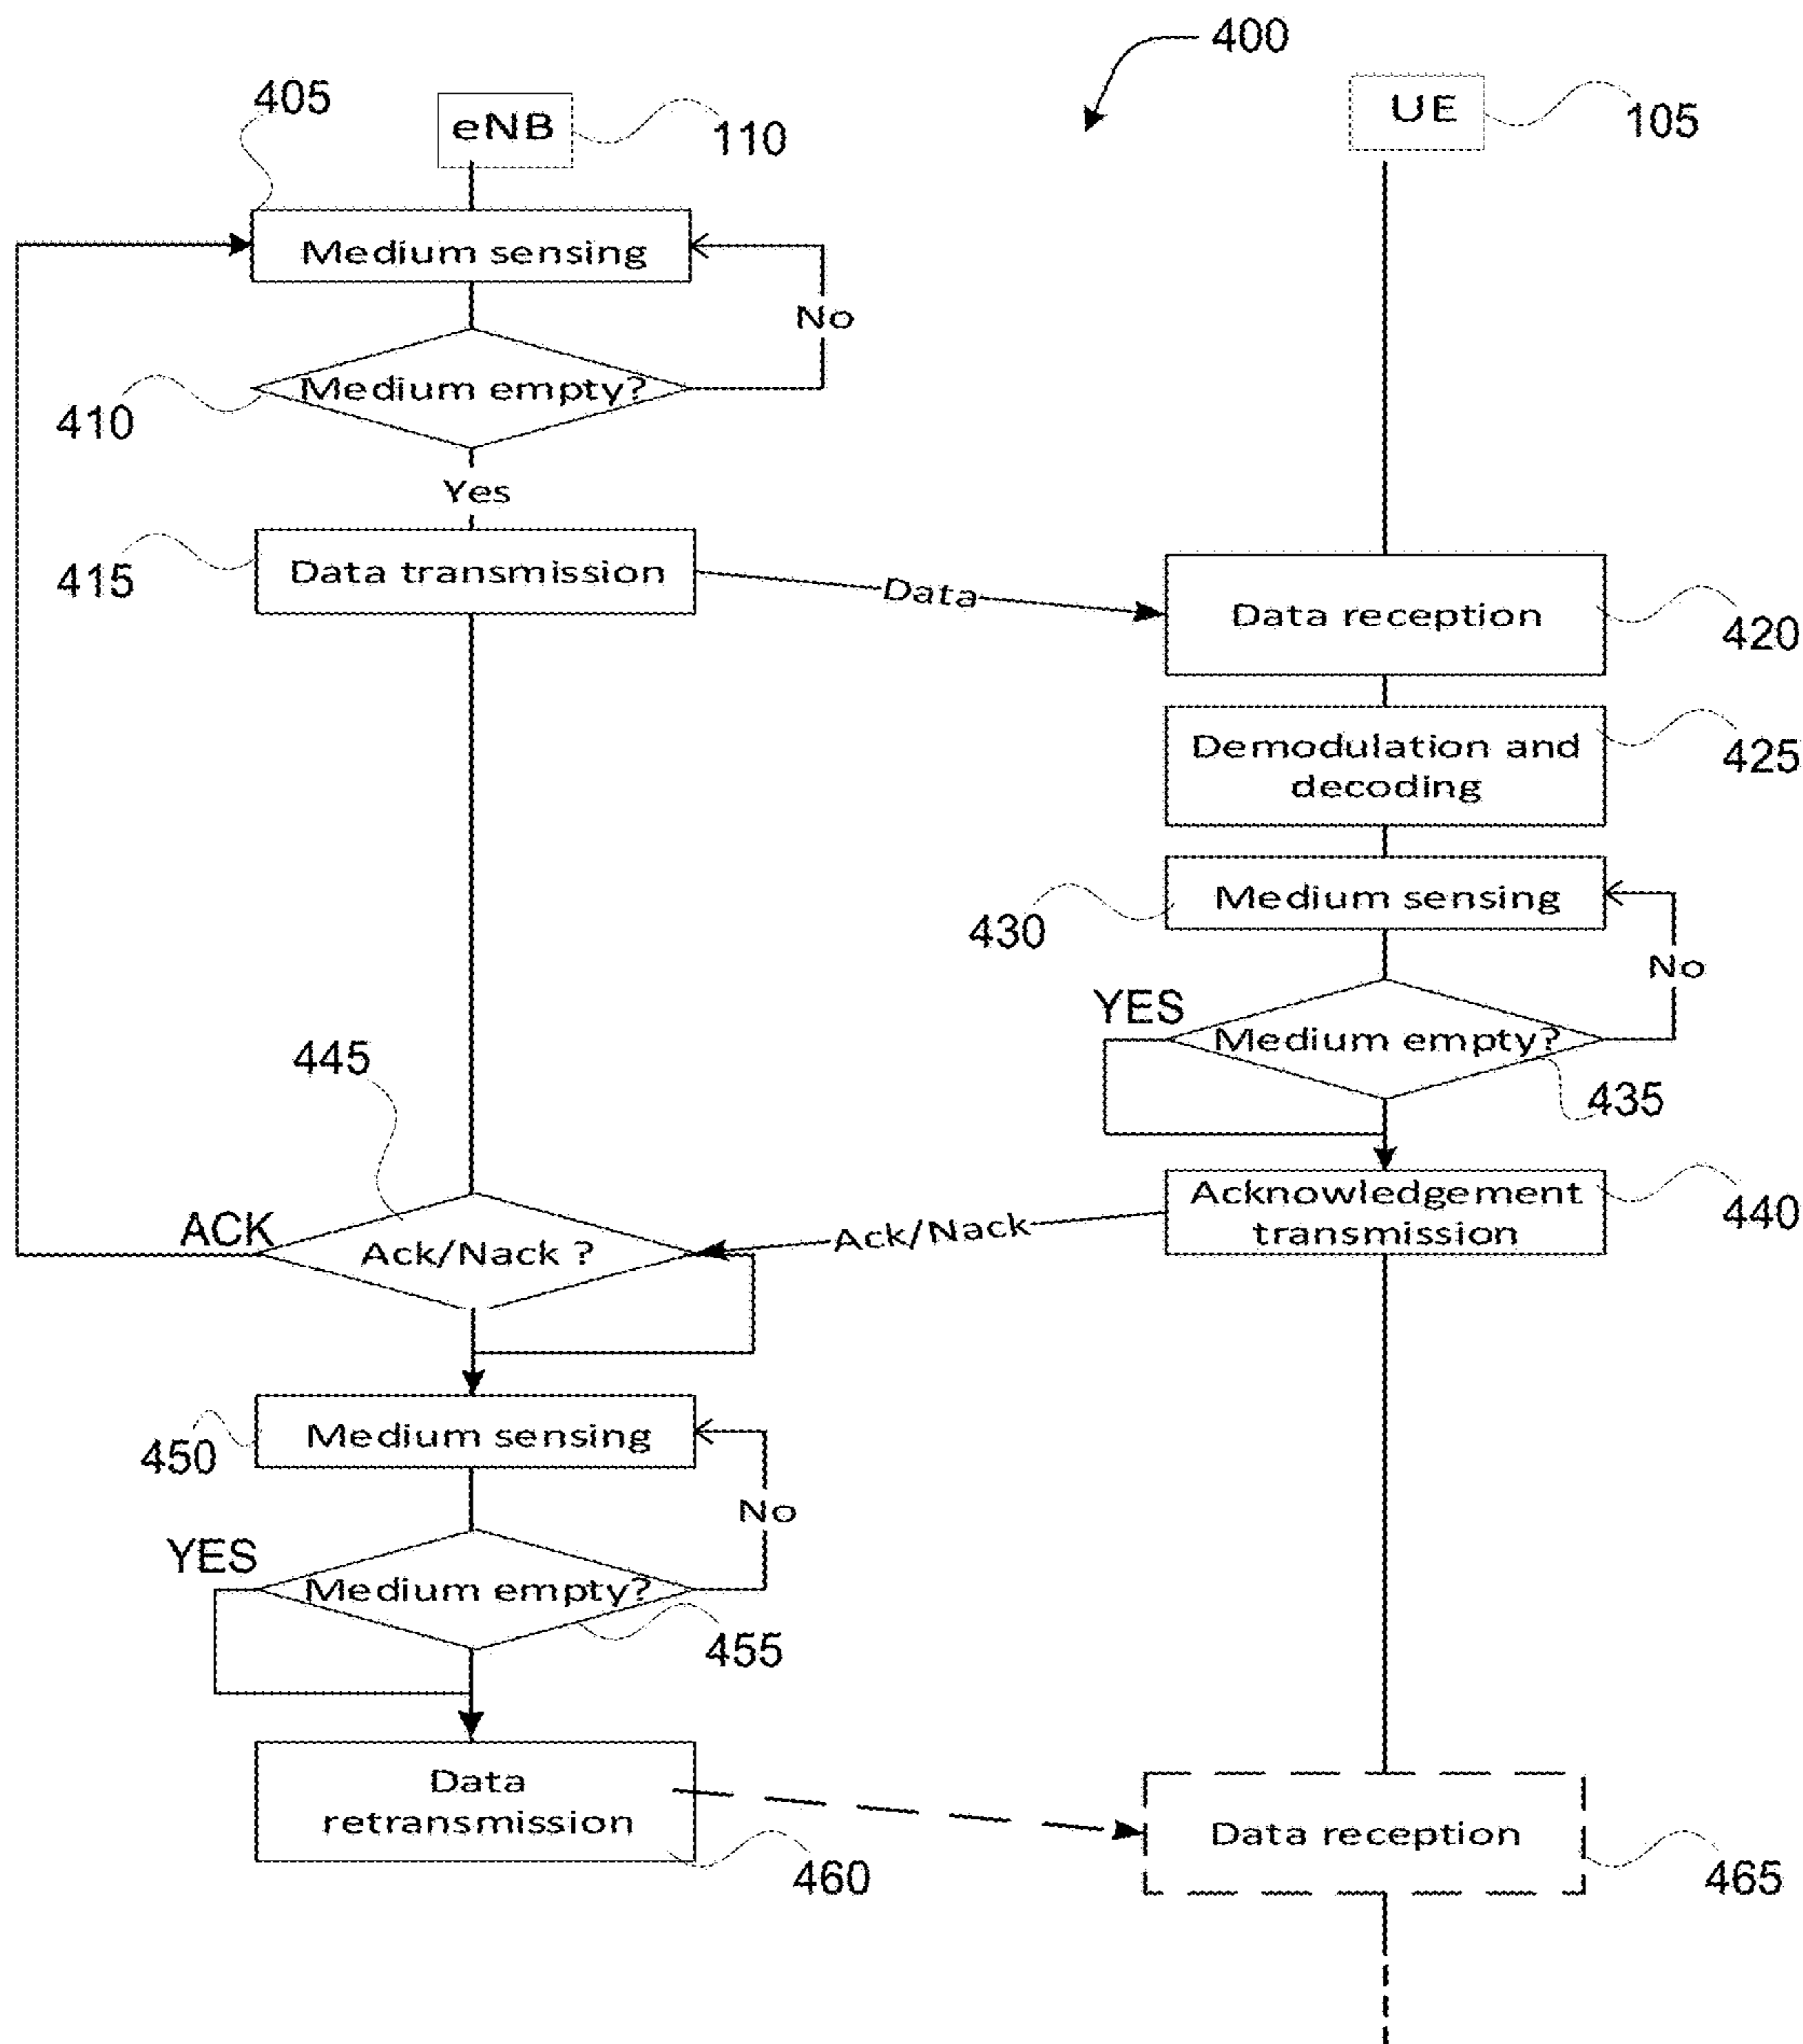 400
405
eNB
110
UE
105
Medium sensing
No
Medium empty?
410
Yes
Data transmission
415
Data
Data reception
420
Demodulation and
decoding
425
Medium sensing
430
No
YES
Medium empty?
435
445
Acknowledgement
transmission
440
ACK
Ack/Nack ?
Ack/Nack
Medium sensing
450
No
YES
Medium empty?
455
Data
retransmission
460
Data reception
465